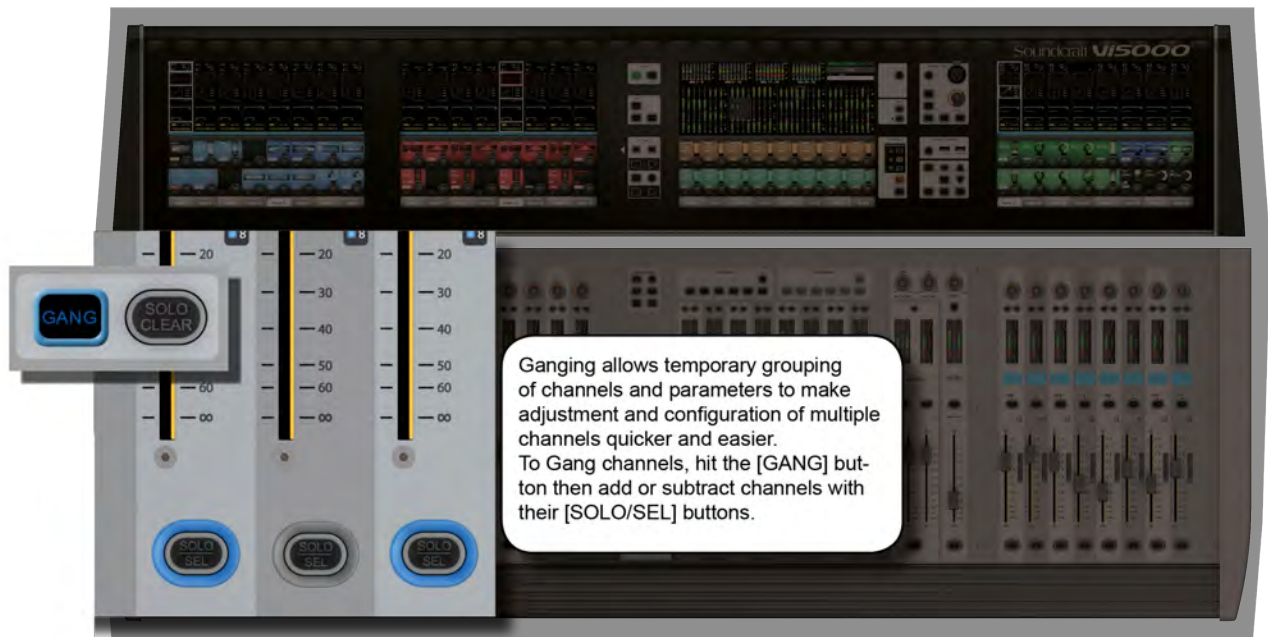 Soundcraft Vi5000
8 8 8
20 20 20
30 30
GANG SOLO CLEAR
40 40
50 50
60 60 60
∞ ∞ ∞
Ganging allows temporary grouping
of channels and parameters to make
adjustment and configuration of multiple
channels quicker and easier.
To Gang channels, hit the [GANG] but-
ton then add or subtract channels with
their [SOLO/SEL] buttons.
SOLO SOLO SOLO
SEL SEL SEL